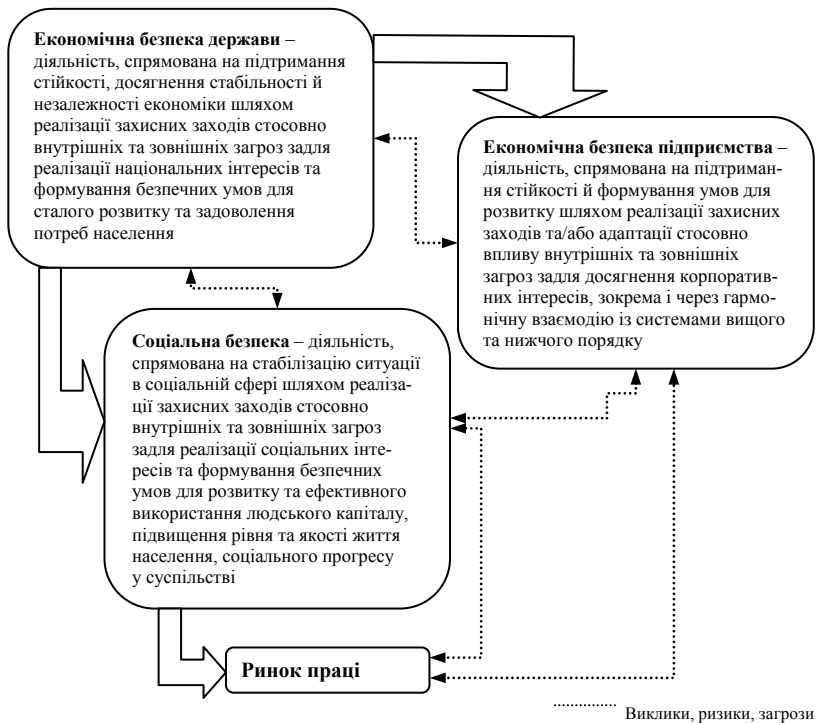 Економічна безпека держави –
діяльність, спрямована на підтримання
стійкості, досягнення стабільності й
незалежності економіки шляхом
реалізації захисних заходів стосовно
внутрішніх та зовнішніх загроз задля
реалізації національних інтересів та
формування безпечних умов для
сталого розвитку та задоволення
потреб населення
Економічна безпека підприємства –
діяльність, спрямована на підтриман-
ня стійкості й формування умов для
розвитку шляхом реалізації захисних
заходів та/або адаптації стосовно
впливу внутрішніх та зовнішніх
загроз задля досягнення корпоратив-
них інтересів, зокрема і через гармо-
нічну взаємодію із системами вищого
та нижчого порядку
Соціальна безпека – діяльність,
спрямована на стабілізацію ситуації
в соціальній сфері шляхом реаліза-
ції захисних заходів стосовно
внутрішніх та зовнішніх загроз
задля реалізації соціальних інте-
ресів та формування безпечних
умов для розвитку та ефективного
використання людського капіталу,
підвищення рівня та якості життя
населення, соціального прогресу
у суспільстві
Ринок праці
Виклики, ризики, загрози